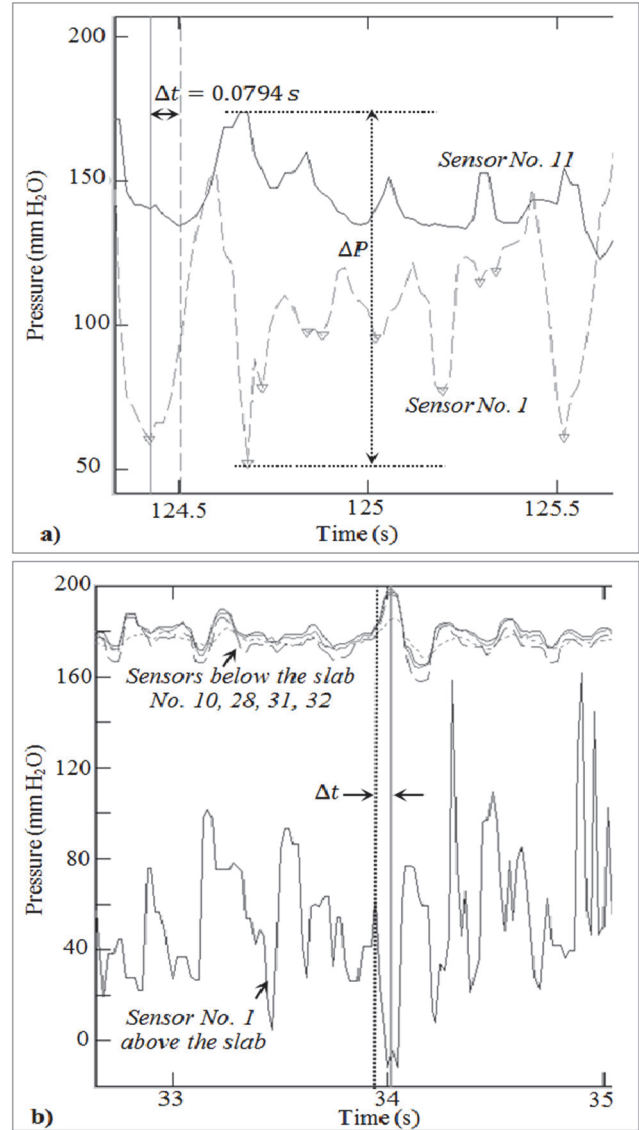 200
150
100
50
Pressure (mm H₂O)
Δt = 0.0794 s
Sensor No. 11
ΔP
Sensor No. 1
124.5
125
125.5
a)
Time (s)
200
160
120
80
40
0
Pressure (mm H₂O)
Sensors below the slab
No. 10, 28, 31, 32
Δt
Sensor No. 1
above the slab
33
34
35
b)
Time (s)